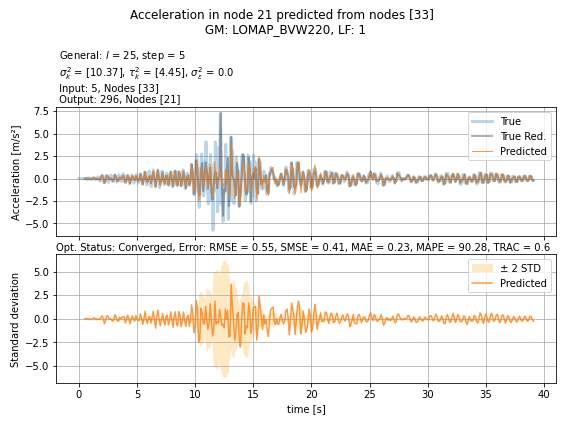 Acceleration in node 21 predicted from nodes [33]
GM: LOMAP_BVW220, LF: 1
General: l = 25, step = 5
σ²ₖ = [10.37], τ²ₖ = [4.45], σ²_ε = 0.0
Input: 5, Nodes [33]
Output: 296, Nodes [21]
Acceleration [m/s²]
7.5
5.0
2.5
0.0
−2.5
−5.0
True
True Red.
Predicted
Opt. Status: Converged, Error: RMSE = 0.55, SMSE = 0.41, MAE = 0.23, MAPE = 90.28, TRAC = 0.6
Standard deviation
5.0
2.5
0.0
−2.5
−5.0
± 2 STD
Predicted
0 5 10 15 20 25 30 35 40
time [s]